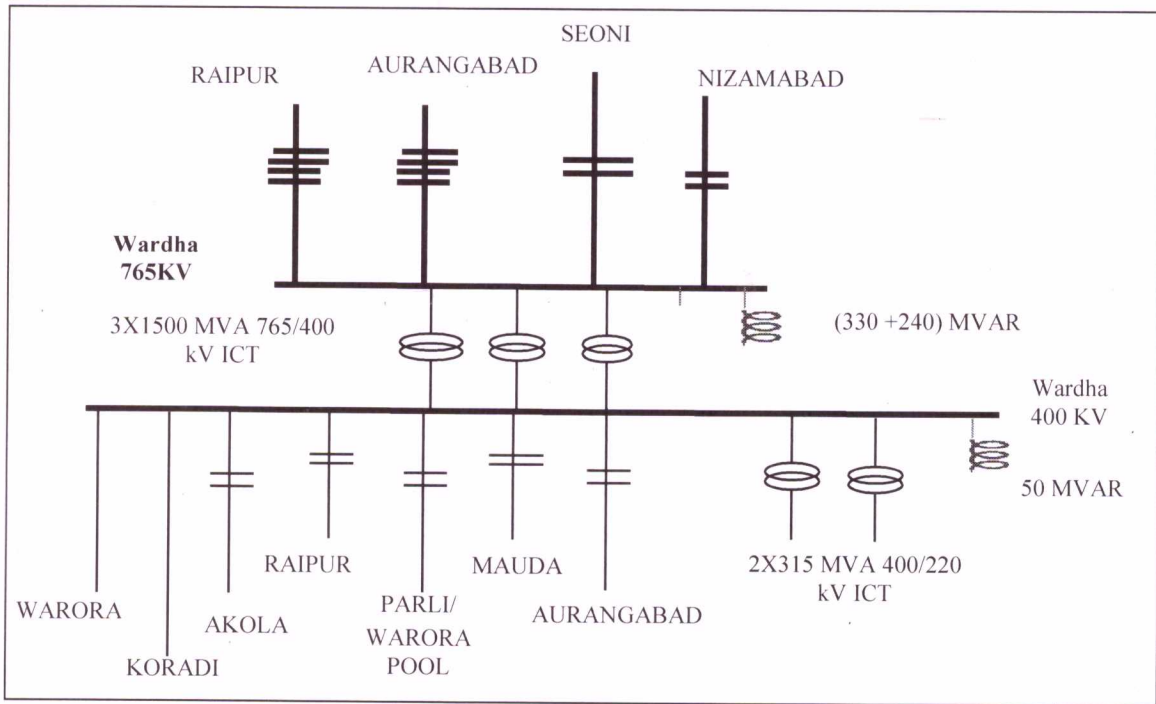 SEONI
RAIPUR
AURANGABAD
NIZAMABAD
Wardha
765KV
3X1500 MVA 765/400
kV ICT
(330 +240) MVAR
Wardha
400 KV
50 MVAR
RAIPUR
MAUDA
2X315 MVA 400/220
kV ICT
WARORA
AKOLA
PARLI/
WARORA
POOL
AURANGABAD
KORADI